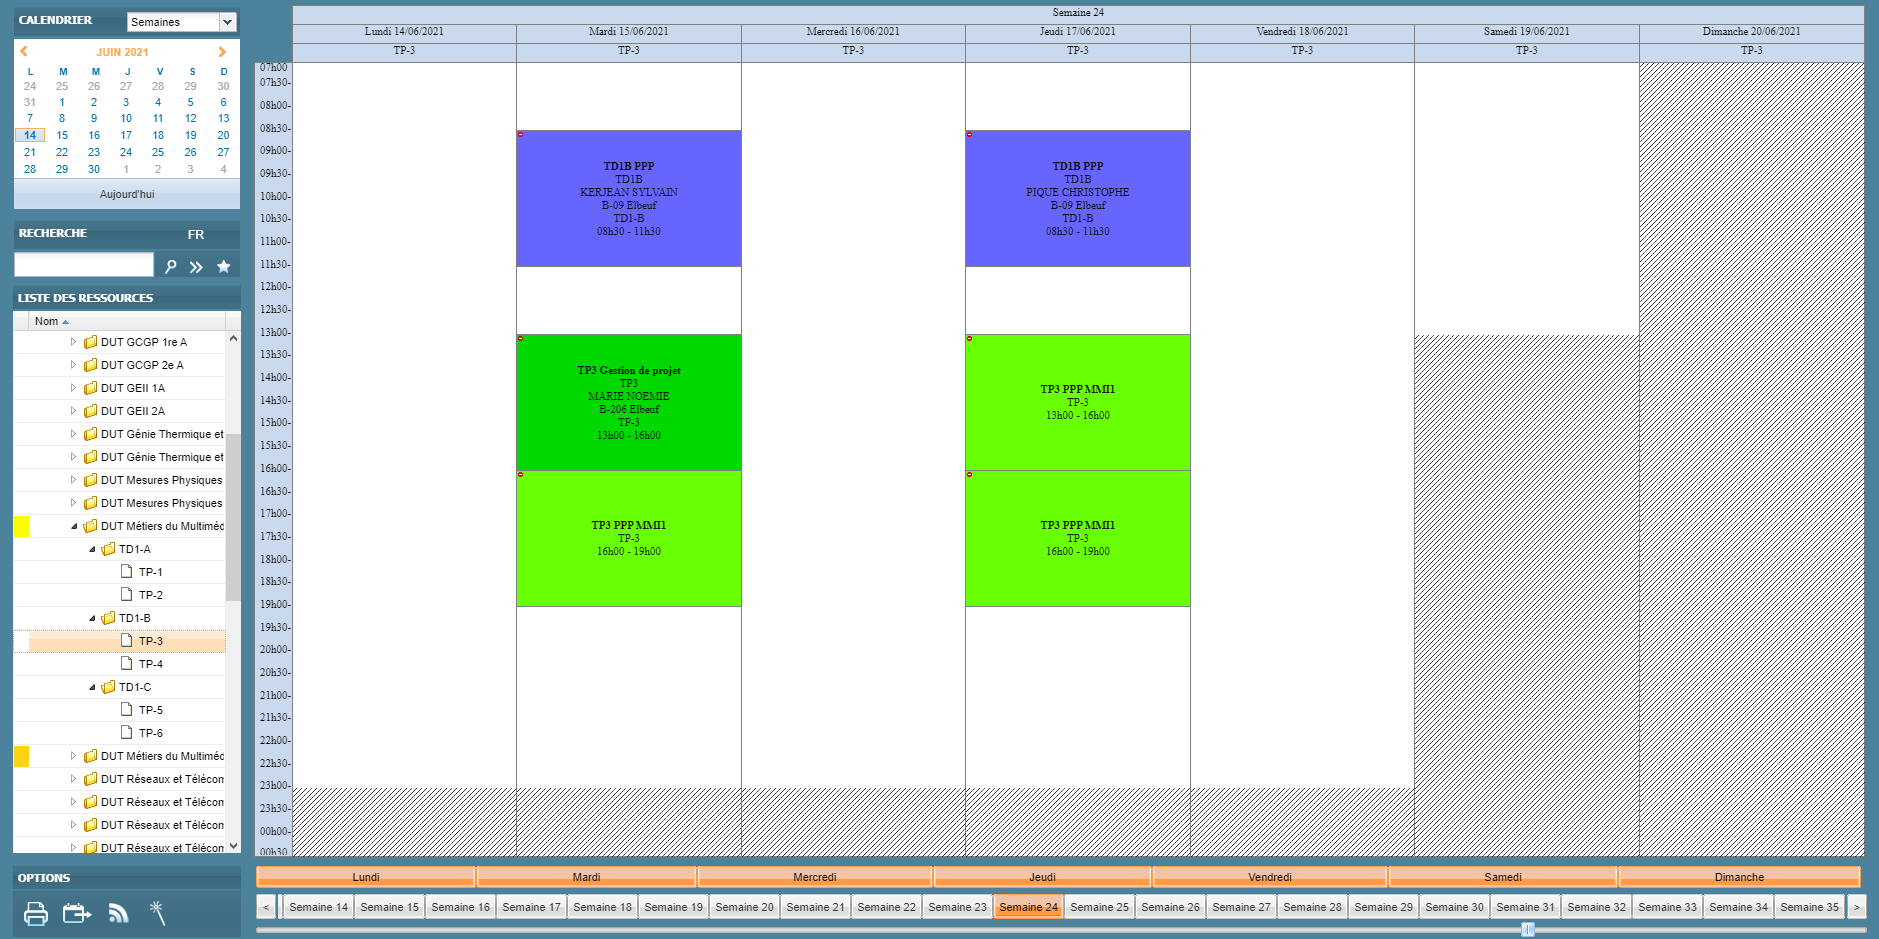 CALENDRIER
Semaines
JUIN 2021
L M M J V S D
24 25 26 27 28 29 30
31 1 2 3 4 5 6
7 8 9 10 11 12 13
14 15 16 17 18 19 20
21 22 23 24 25 26 27
28 29 30 1 2 3 4
Aujourd'hui
RECHERCHE FR
LISTE DES RESSOURCES
Nom
DUT GCGP 1re A
DUT GCGP 2e A
DUT GEII 1A
DUT GEII 2A
DUT Génie Thermique et
DUT Génie Thermique et
DUT Mesures Physiques
DUT Mesures Physiques
DUT Métiers du Multiméd
TD1-A
TP-1
TP-2
TD1-B
TP-3
TP-4
TD1-C
TP-5
TP-6
DUT Métiers du Multiméd
DUT Réseaux et Télécom
DUT Réseaux et Télécom
DUT Réseaux et Télécom
DUT Réseaux et Télécom
OPTIONS
Semaine 24
Lundi 14/06/2021 Mardi 15/06/2021 Mercredi 16/06/2021 Jeudi 17/06/2021 Vendredi 18/06/2021 Samedi 19/06/2021 Dimanche 20/06/2021
TP-3 TP-3 TP-3 TP-3 TP-3 TP-3 TP-3
07h00
07h30-
08h00-
08h30-
09h00-
09h30-
10h00-
10h30-
11h00-
11h30-
12h00-
12h30-
13h00-
13h30-
14h00-
14h30-
15h00-
15h30-
16h00-
16h30-
17h00-
17h30-
18h00-
18h30-
19h00-
19h30-
20h00-
20h30-
21h00-
21h30-
22h00-
22h30-
23h00-
23h30-
00h00-
00h30
TD1B PPP
TD1B
KERJEAN SYLVAIN
B-09 Elbeuf
TD1-B
08h30 - 11h30
TP3 Gestion de projet
TP3
MARIE NOEMIE
B-206 Elbeuf
TP-3
13h00 - 16h00
TP3 PPP MMI1
TP-3
16h00 - 19h00
TD1B PPP
TD1B
PIQUE CHRISTOPHE
B-09 Elbeuf
TD1-B
08h30 - 11h30
TP3 PPP MMI1
TP-3
13h00 - 16h00
TP3 PPP MMI1
TP-3
16h00 - 19h00
Lundi Mardi Mercredi Jeudi Vendredi Samedi Dimanche
< Semaine 14 Semaine 15 Semaine 16 Semaine 17 Semaine 18 Semaine 19 Semaine 20 Semaine 21 Semaine 22 Semaine 23 Semaine 24 Semaine 25 Semaine 26 Semaine 27 Semaine 28 Semaine 29 Semaine 30 Semaine 31 Semaine 32 Semaine 33 Semaine 34 Semaine 35 >